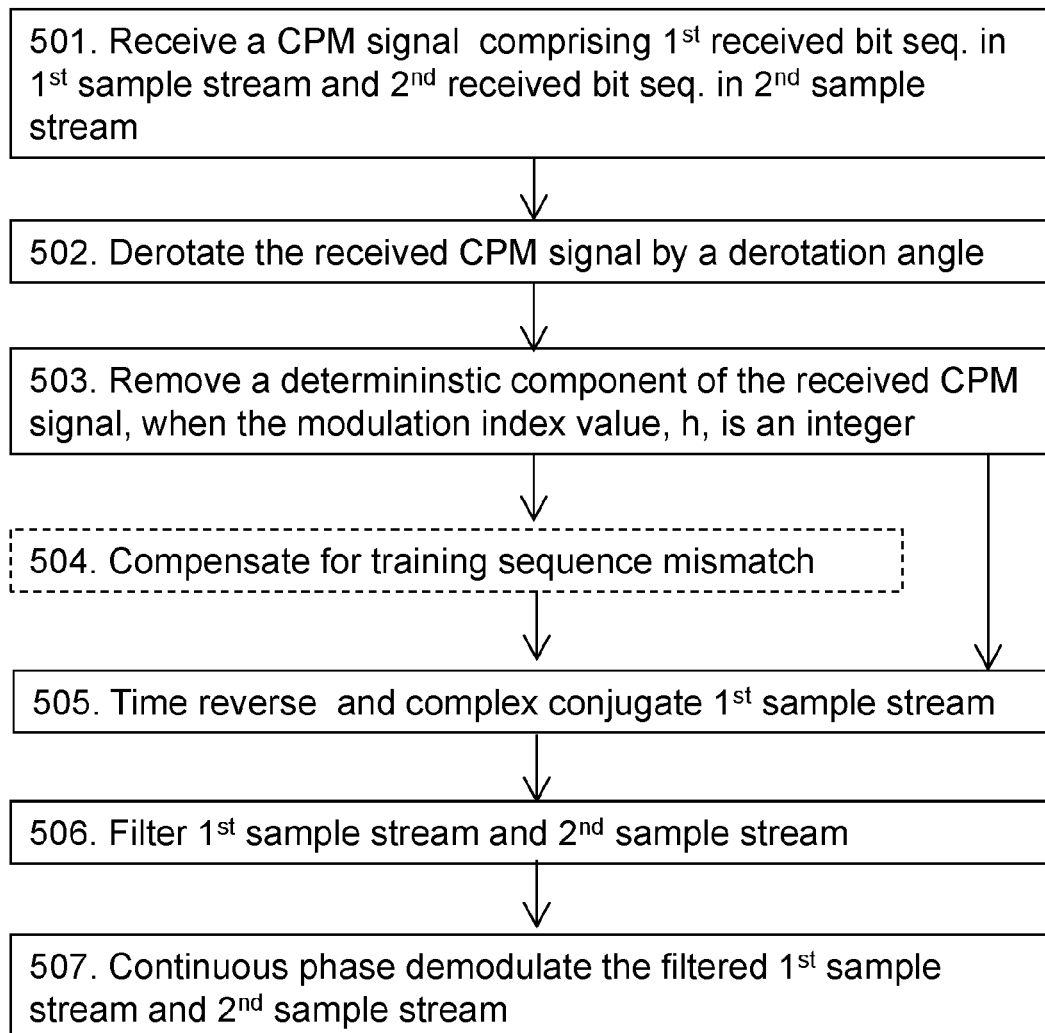 501. Receive a CPM signal comprising 1st received bit seq. in
1st sample stream and 2nd received bit seq. in 2nd sample
stream
502. Derotate the received CPM signal by a derotation angle
503. Remove a determininstic component of the received CPM
signal, when the modulation index value, h, is an integer
504. Compensate for training sequence mismatch
505. Time reverse and complex conjugate 1st sample stream
506. Filter 1st sample stream and 2nd sample stream
507. Continuous phase demodulate the filtered 1st sample
stream and 2nd sample stream